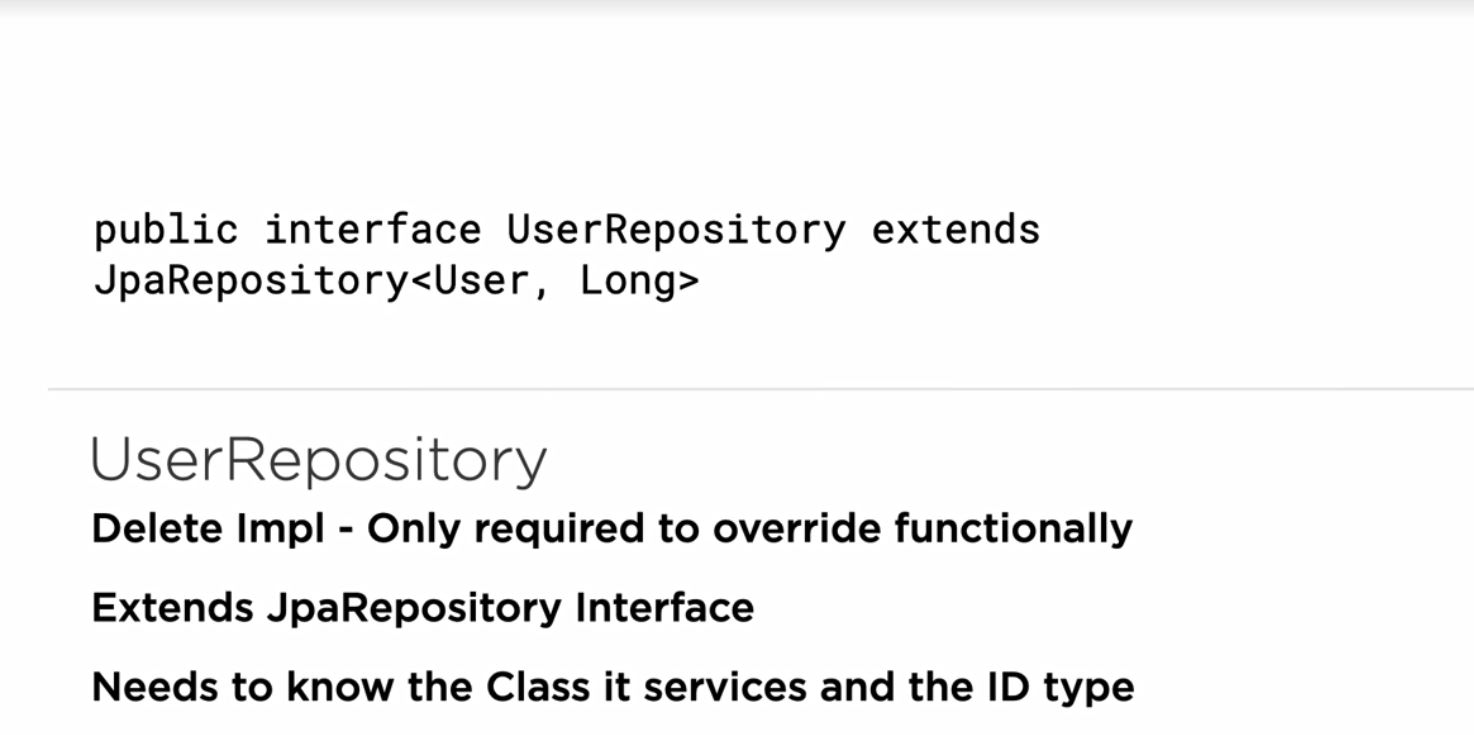 public interface UserRepository extends
JpaRepository<User, Long>
UserRepository
Delete Impl - Only required to override functionally
Extends JpaRepository Interface
Needs to know the Class it services and the ID type